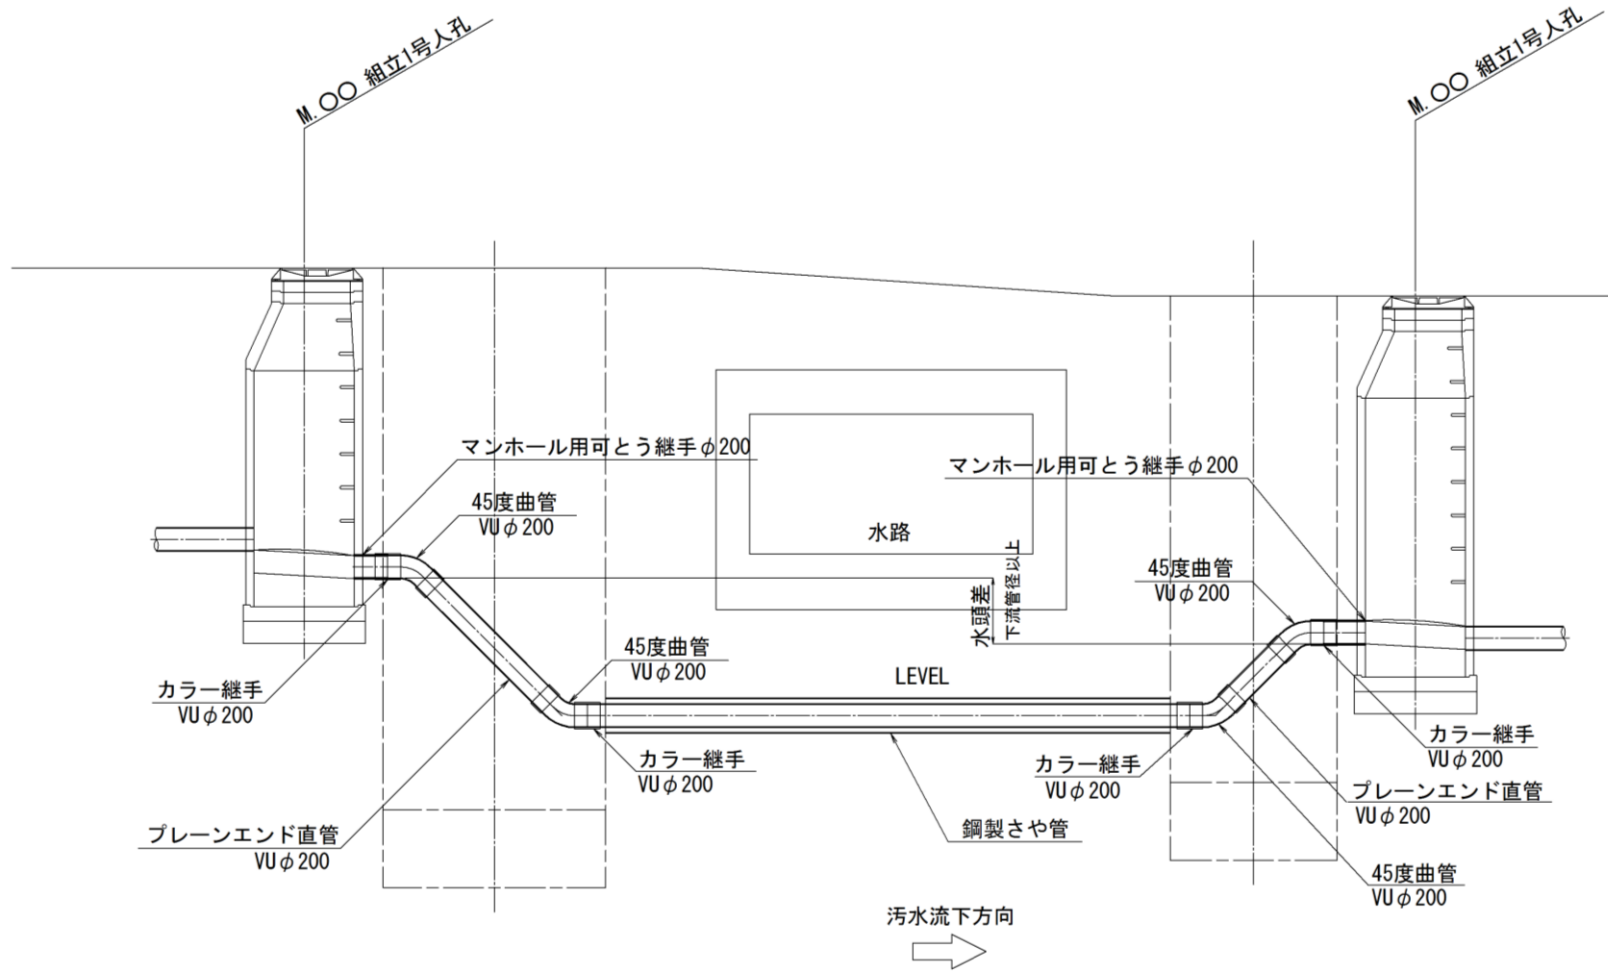 M.〇〇 組立1号人孔
M.〇〇 組立1号人孔
マンホール用可とう継手φ200
マンホール用可とう継手φ200
45度曲管
VUφ200
水路
水頭差
下流管径以上
45度曲管
VUφ200
45度曲管
VUφ200
LEVEL
カラー継手
VUφ200
カラー継手
VUφ200
カラー継手
VUφ200
カラー継手
VUφ200
プレーンエンド直管
VUφ200
プレーンエンド直管
VUφ200
鋼製さや管
45度曲管
VUφ200
汚水流下方向